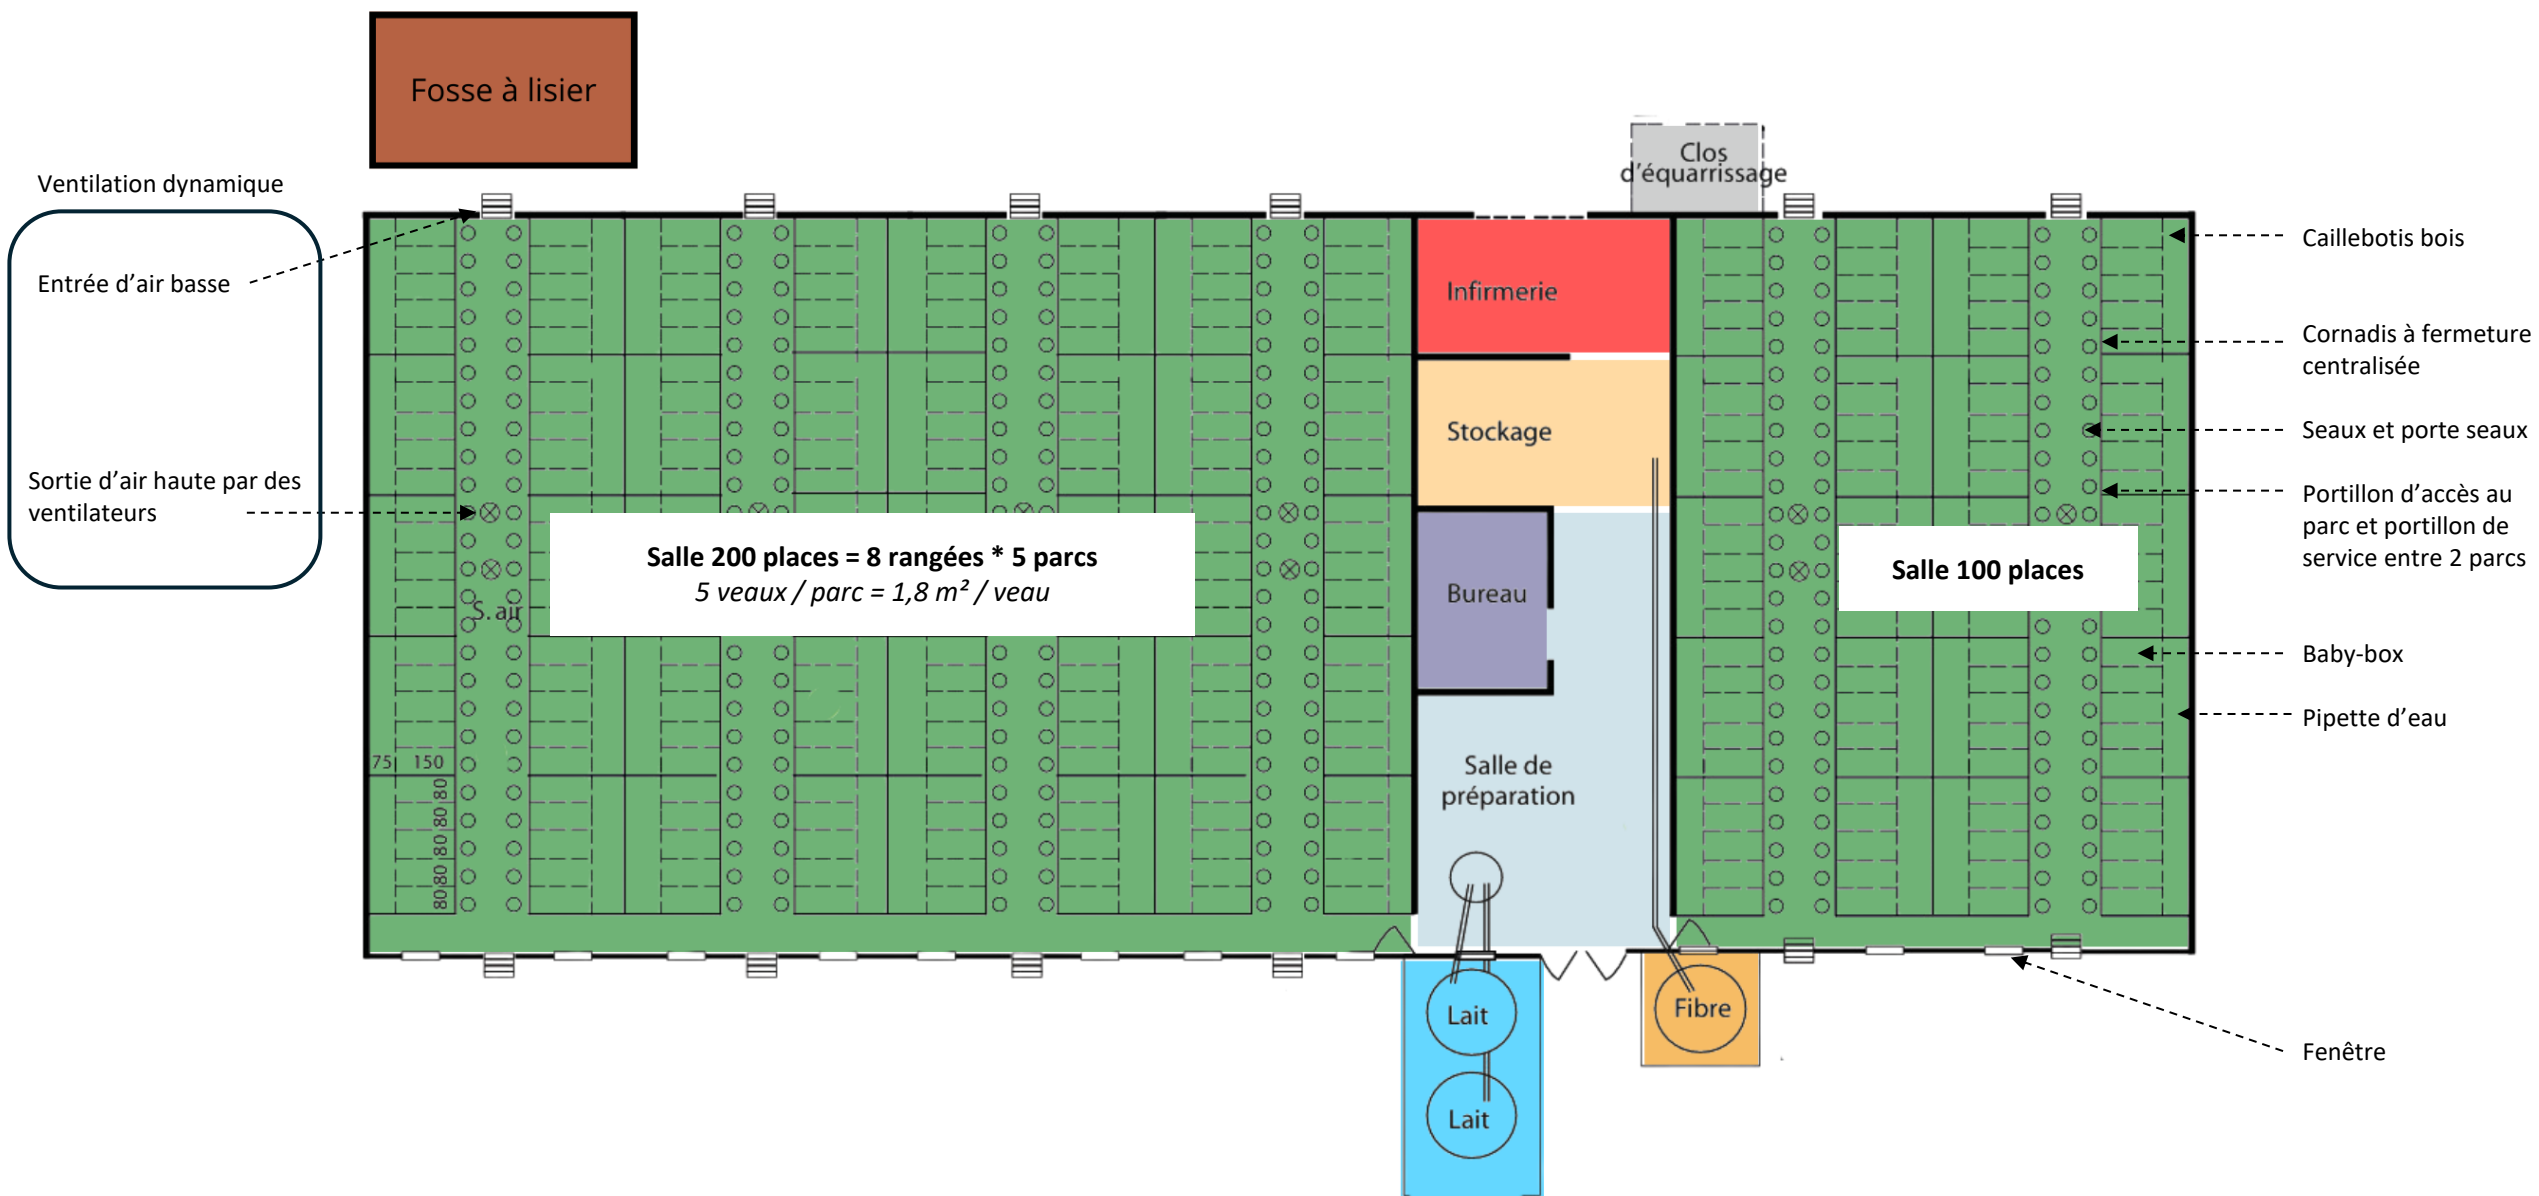 Fosse à lisier
Ventilation dynamique
Entrée d’air basse
Sortie d’air haute par des
ventilateurs
Clos
d’équarrissage
Infirmerie
Stockage
Bureau
Salle de
préparation
Salle 200 places = 8 rangées * 5 parcs
5 veaux / parc = 1,8 m² / veau
S. air
75 150
80
80
80
80
80
Salle 100 places
Lait
Lait
Fibre
Caillebotis bois
Cornadis à fermeture
centralisée
Seaux et porte seaux
Portillon d’accès au
parc et portillon de
service entre 2 parcs
Baby-box
Pipette d’eau
Fenêtre